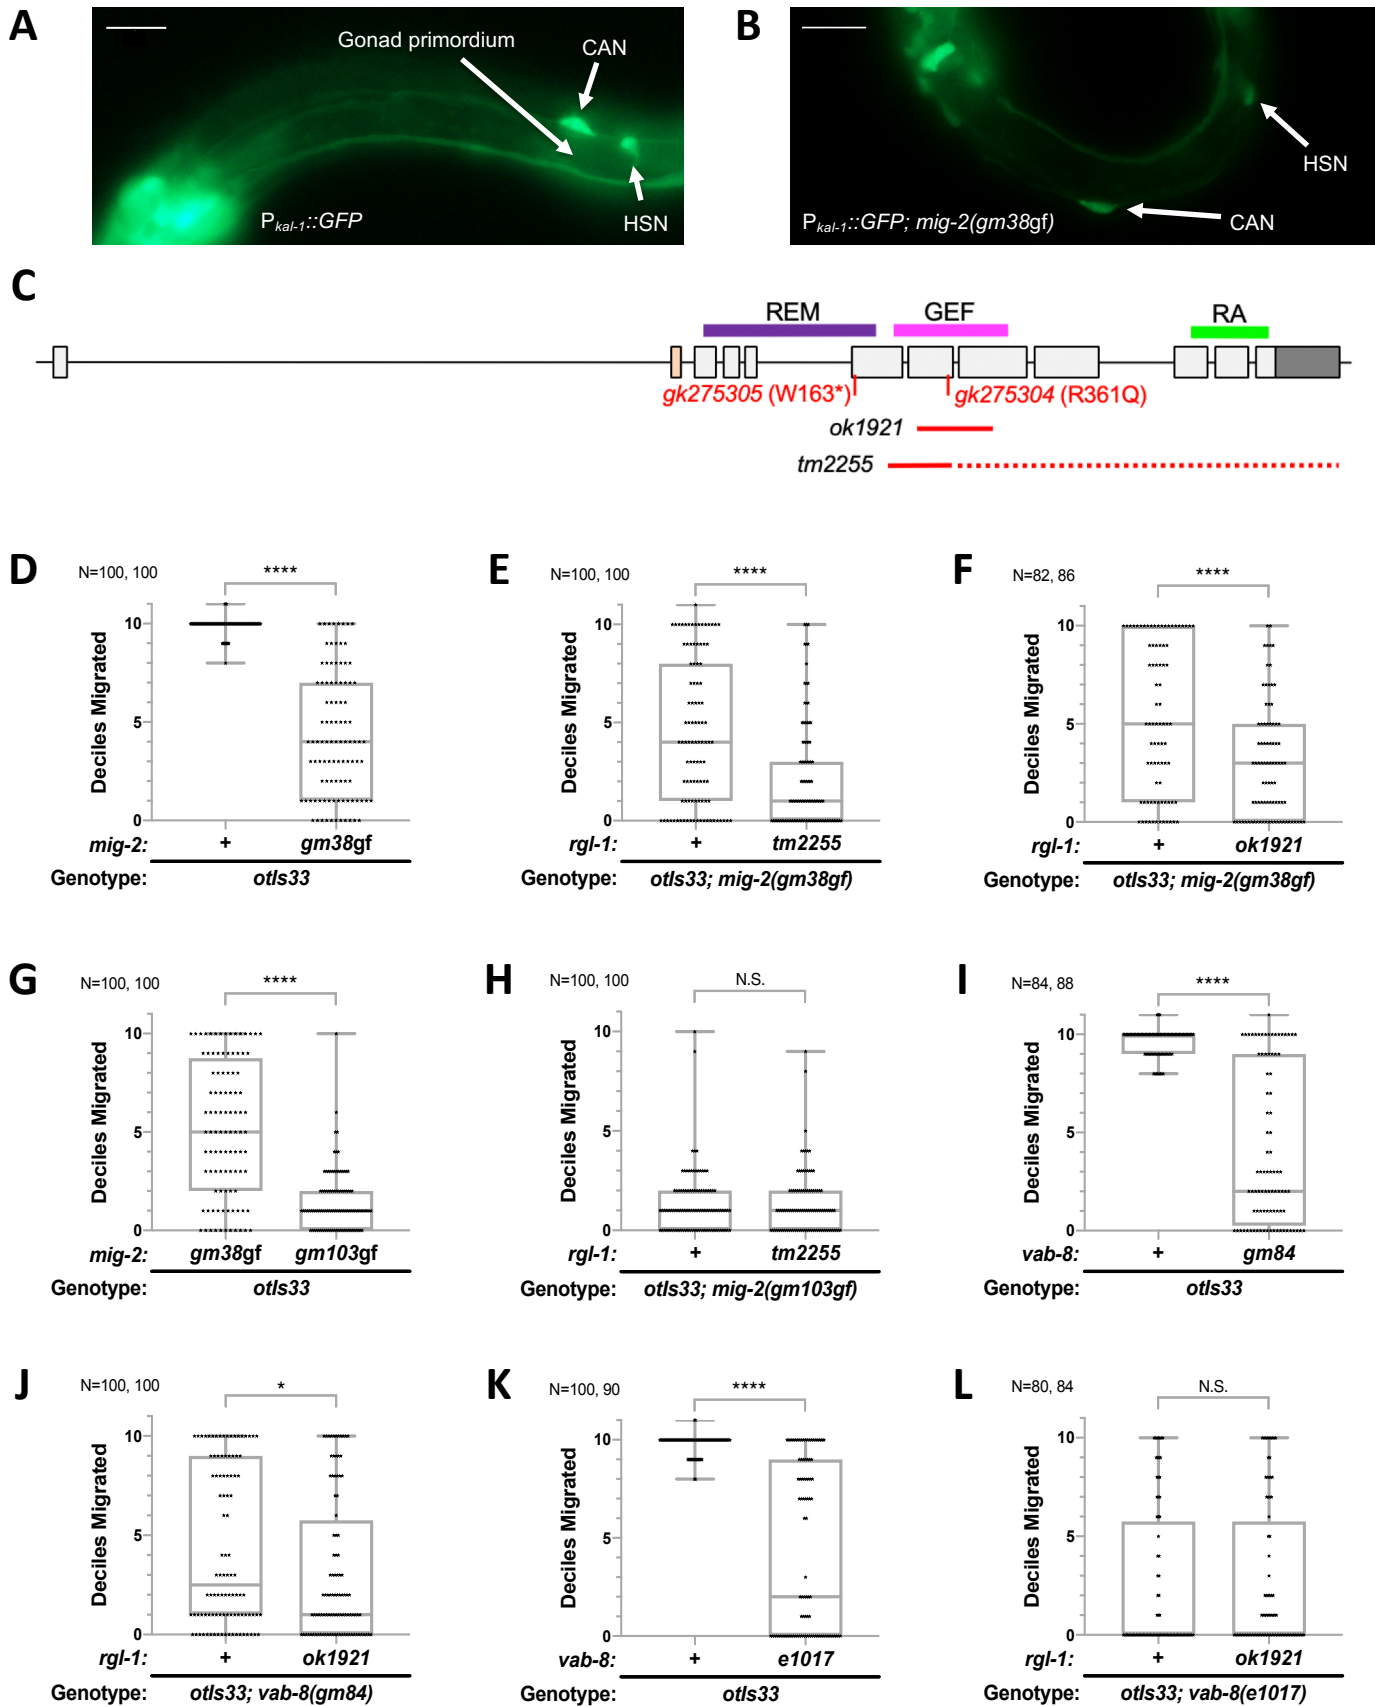 A
Gonad primordium
CAN
HSN
Pkal-1::GFP
B
HSN
CAN
Pkal-1::GFP; mig-2(gm38gf)
C
REM
GEF
RA
gk275305 (W163*)
gk275304 (R361Q)
ok1921
tm2255
D
N=100, 100
****
Deciles Migrated
10
5
0
mig-2: + gm38gf
Genotype: otIs33
E
N=100, 100
****
Deciles Migrated
10
5
0
rgl-1: + tm2255
Genotype: otIs33; mig-2(gm38gf)
F
N=82, 86
****
Deciles Migrated
10
5
0
rgl-1: + ok1921
Genotype: otIs33; mig-2(gm38gf)
G
N=100, 100
****
Deciles Migrated
10
5
0
mig-2: gm38gf gm103gf
Genotype: otIs33
H
N=100, 100
N.S.
Deciles Migrated
10
5
0
rgl-1: + tm2255
Genotype: otIs33; mig-2(gm103gf)
I
N=84, 88
****
Deciles Migrated
10
5
0
vab-8: + gm84
Genotype: otIs33
J
N=100, 100
*
Deciles Migrated
10
5
0
rgl-1: + ok1921
Genotype: otIs33; vab-8(gm84)
K
N=100, 90
****
Deciles Migrated
10
5
0
vab-8: + e1017
Genotype: otIs33
L
N=80, 84
N.S.
Deciles Migrated
10
5
0
rgl-1: + ok1921
Genotype: otIs33; vab-8(e1017)